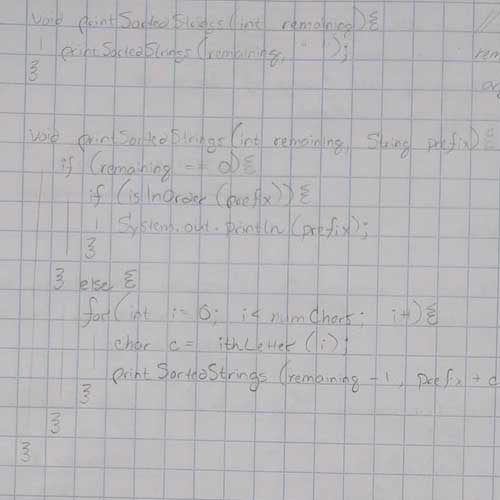 void printSortedStrings(int remaining){ //
printSortedStrings(remaining, " "); rem
}
void printSortedStrings(int remaining, String prefix){
if (remaining == 0){
if (isInOrder(prefix)){
System.out.println(prefix);
}
} else {
for(int i=0; i< numChars; i++){
char c = ithLetter(i);
printSortedStrings(remaining -1, prefix + c
}
}
}